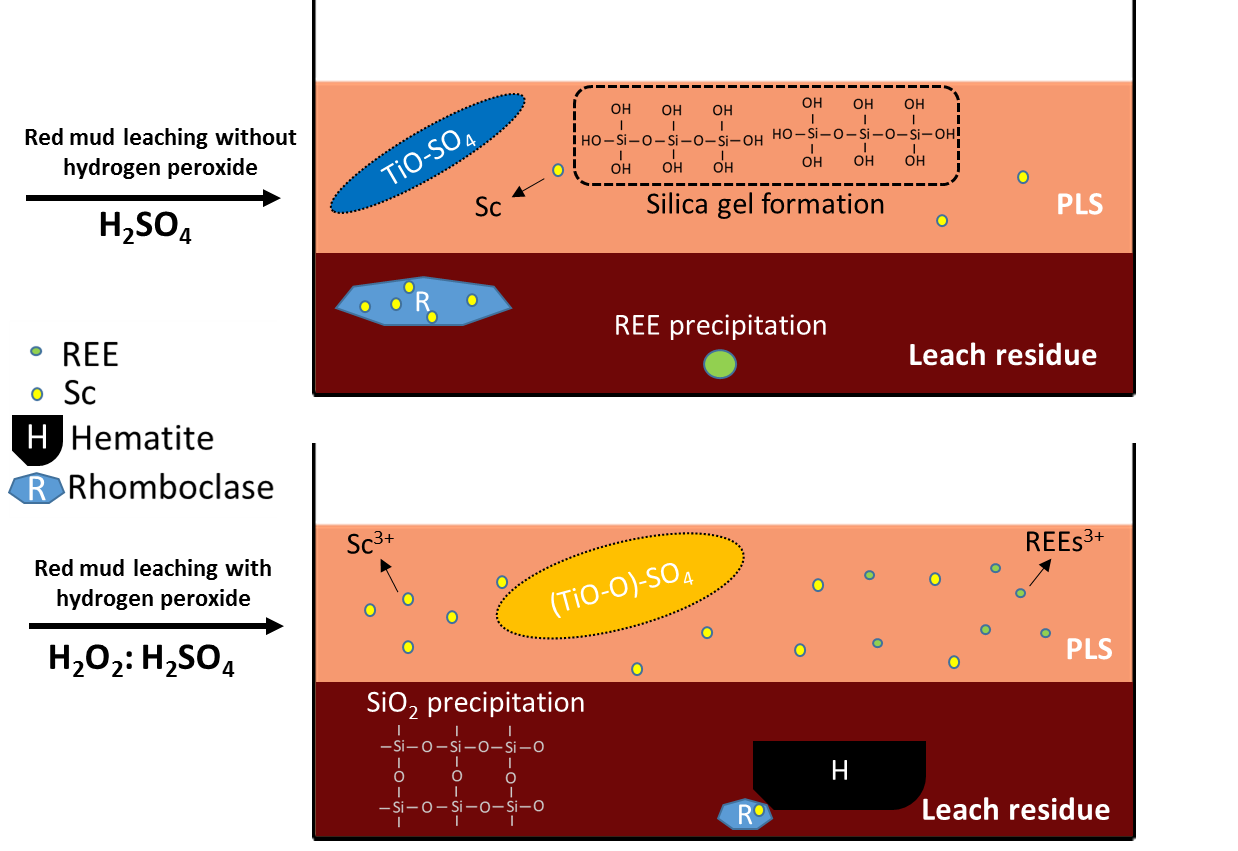 Red mud leaching without
hydrogen peroxide
H₂SO₄
TiO-SO₄
OH OH OH
HO–Si–O–Si–O–Si–OH
OH OH OH
OH OH OH
HO–Si–O–Si–O–Si–OH
OH OH OH
Silica gel formation
Sc
PLS
R
REE precipitation
Leach residue
REE
Sc
H Hematite
R Rhomboclase
Red mud leaching with
hydrogen peroxide
H₂O₂: H₂SO₄
Sc³⁺
(TiO-O)-SO₄
REEs³⁺
PLS
SiO₂ precipitation
–Si–O–Si–O–Si–O
O O O
–Si–O–Si–O–Si–O
H
R
Leach residue